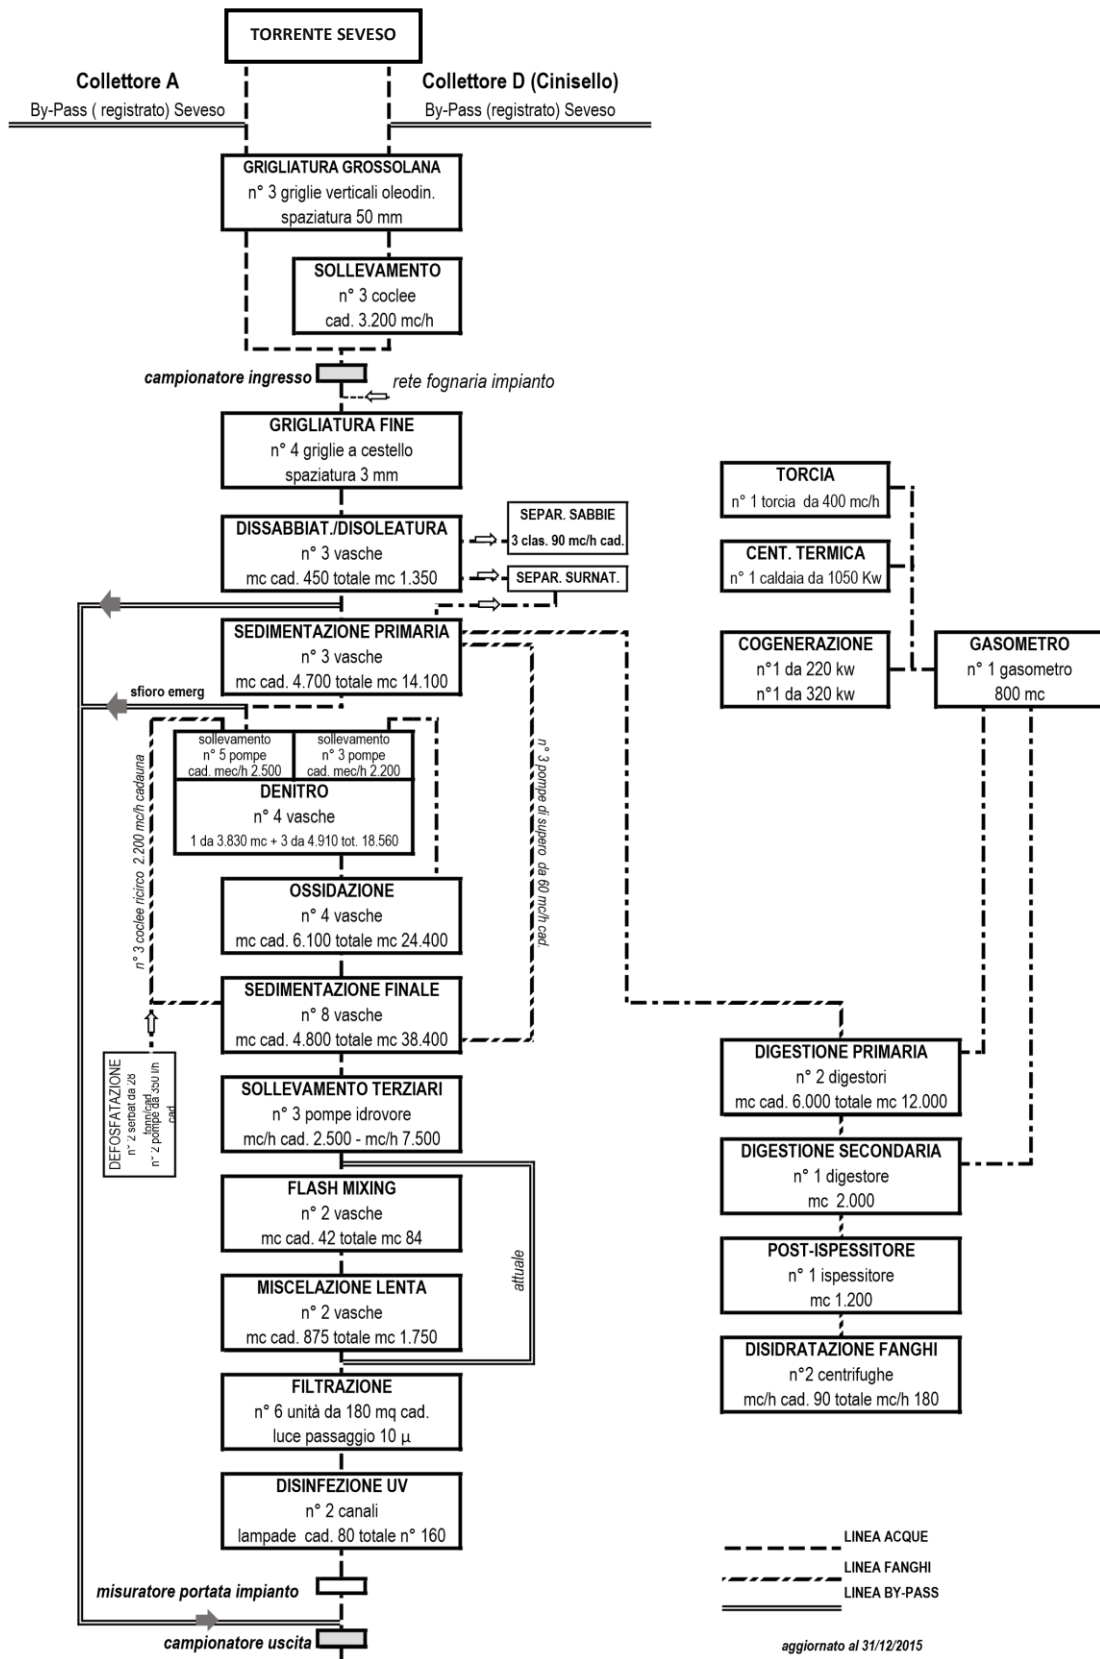 TORRENTE SEVESO
Collettore A
By-Pass ( registrato) Seveso
Collettore D (Cinisello)
By-Pass (registrato) Seveso
GRIGLIATURA GROSSOLANA
n° 3 griglie verticali oleodin.
spaziatura 50 mm
SOLLEVAMENTO
n° 3 coclee
cad. 3.200 mc/h
campionatore ingresso
rete fognaria impianto
GRIGLIATURA FINE
n° 4 griglie a cestello
spaziatura 3 mm
DISSABBIAT./DISOLEATURA
n° 3 vasche
mc cad. 450 totale mc 1.350
SEPAR. SABBIE
3 clas. 90 mc/h cad.
SEPAR. SURNAT.
SEDIMENTAZIONE PRIMARIA
n° 3 vasche
mc cad. 4.700 totale mc 14.100
sfioro emerg
sollevamento
n° 5 pompe
cad. mec/h 2.500
sollevamento
n° 3 pompe
cad. mec/h 2.200
DENITRO
n° 4 vasche
1 da 3.830 mc + 3 da 4.910 tot. 18.560
n° 3 coclee ricirco 2.200 mc/h cadauna
n° 3 pompe di supero da 60 mc/h cad.
OSSIDAZIONE
n° 4 vasche
mc cad. 6.100 totale mc 24.400
SEDIMENTAZIONE FINALE
n° 8 vasche
mc cad. 4.800 totale mc 38.400
DEFOSFATAZIONE
n° 2 serbat da 28
tonn/cad
n° 2 pompe da 350 l/h
cad
SOLLEVAMENTO TERZIARI
n° 3 pompe idrovore
mc/h cad. 2.500 - mc/h 7.500
FLASH MIXING
n° 2 vasche
mc cad. 42 totale mc 84
attuale
MISCELAZIONE LENTA
n° 2 vasche
mc cad. 875 totale mc 1.750
FILTRAZIONE
n° 6 unità da 180 mq cad.
luce passaggio 10 µ
DISINFEZIONE UV
n° 2 canali
lampade cad. 80 totale n° 160
misuratore portata impianto
campionatore uscita
TORCIA
n° 1 torcia da 400 mc/h
CENT. TERMICA
n° 1 caldaia da 1050 Kw
COGENERAZIONE
n°1 da 220 kw
n°1 da 320 kw
GASOMETRO
n° 1 gasometro
800 mc
DIGESTIONE PRIMARIA
n° 2 digestori
mc cad. 6.000 totale mc 12.000
DIGESTIONE SECONDARIA
n° 1 digestore
mc 2.000
POST-ISPESSITORE
n° 1 ispessitore
mc 1.200
DISIDRATAZIONE FANGHI
n°2 centrifughe
mc/h cad. 90 totale mc/h 180
LINEA ACQUE
LINEA FANGHI
LINEA BY-PASS
aggiornato al 31/12/2015